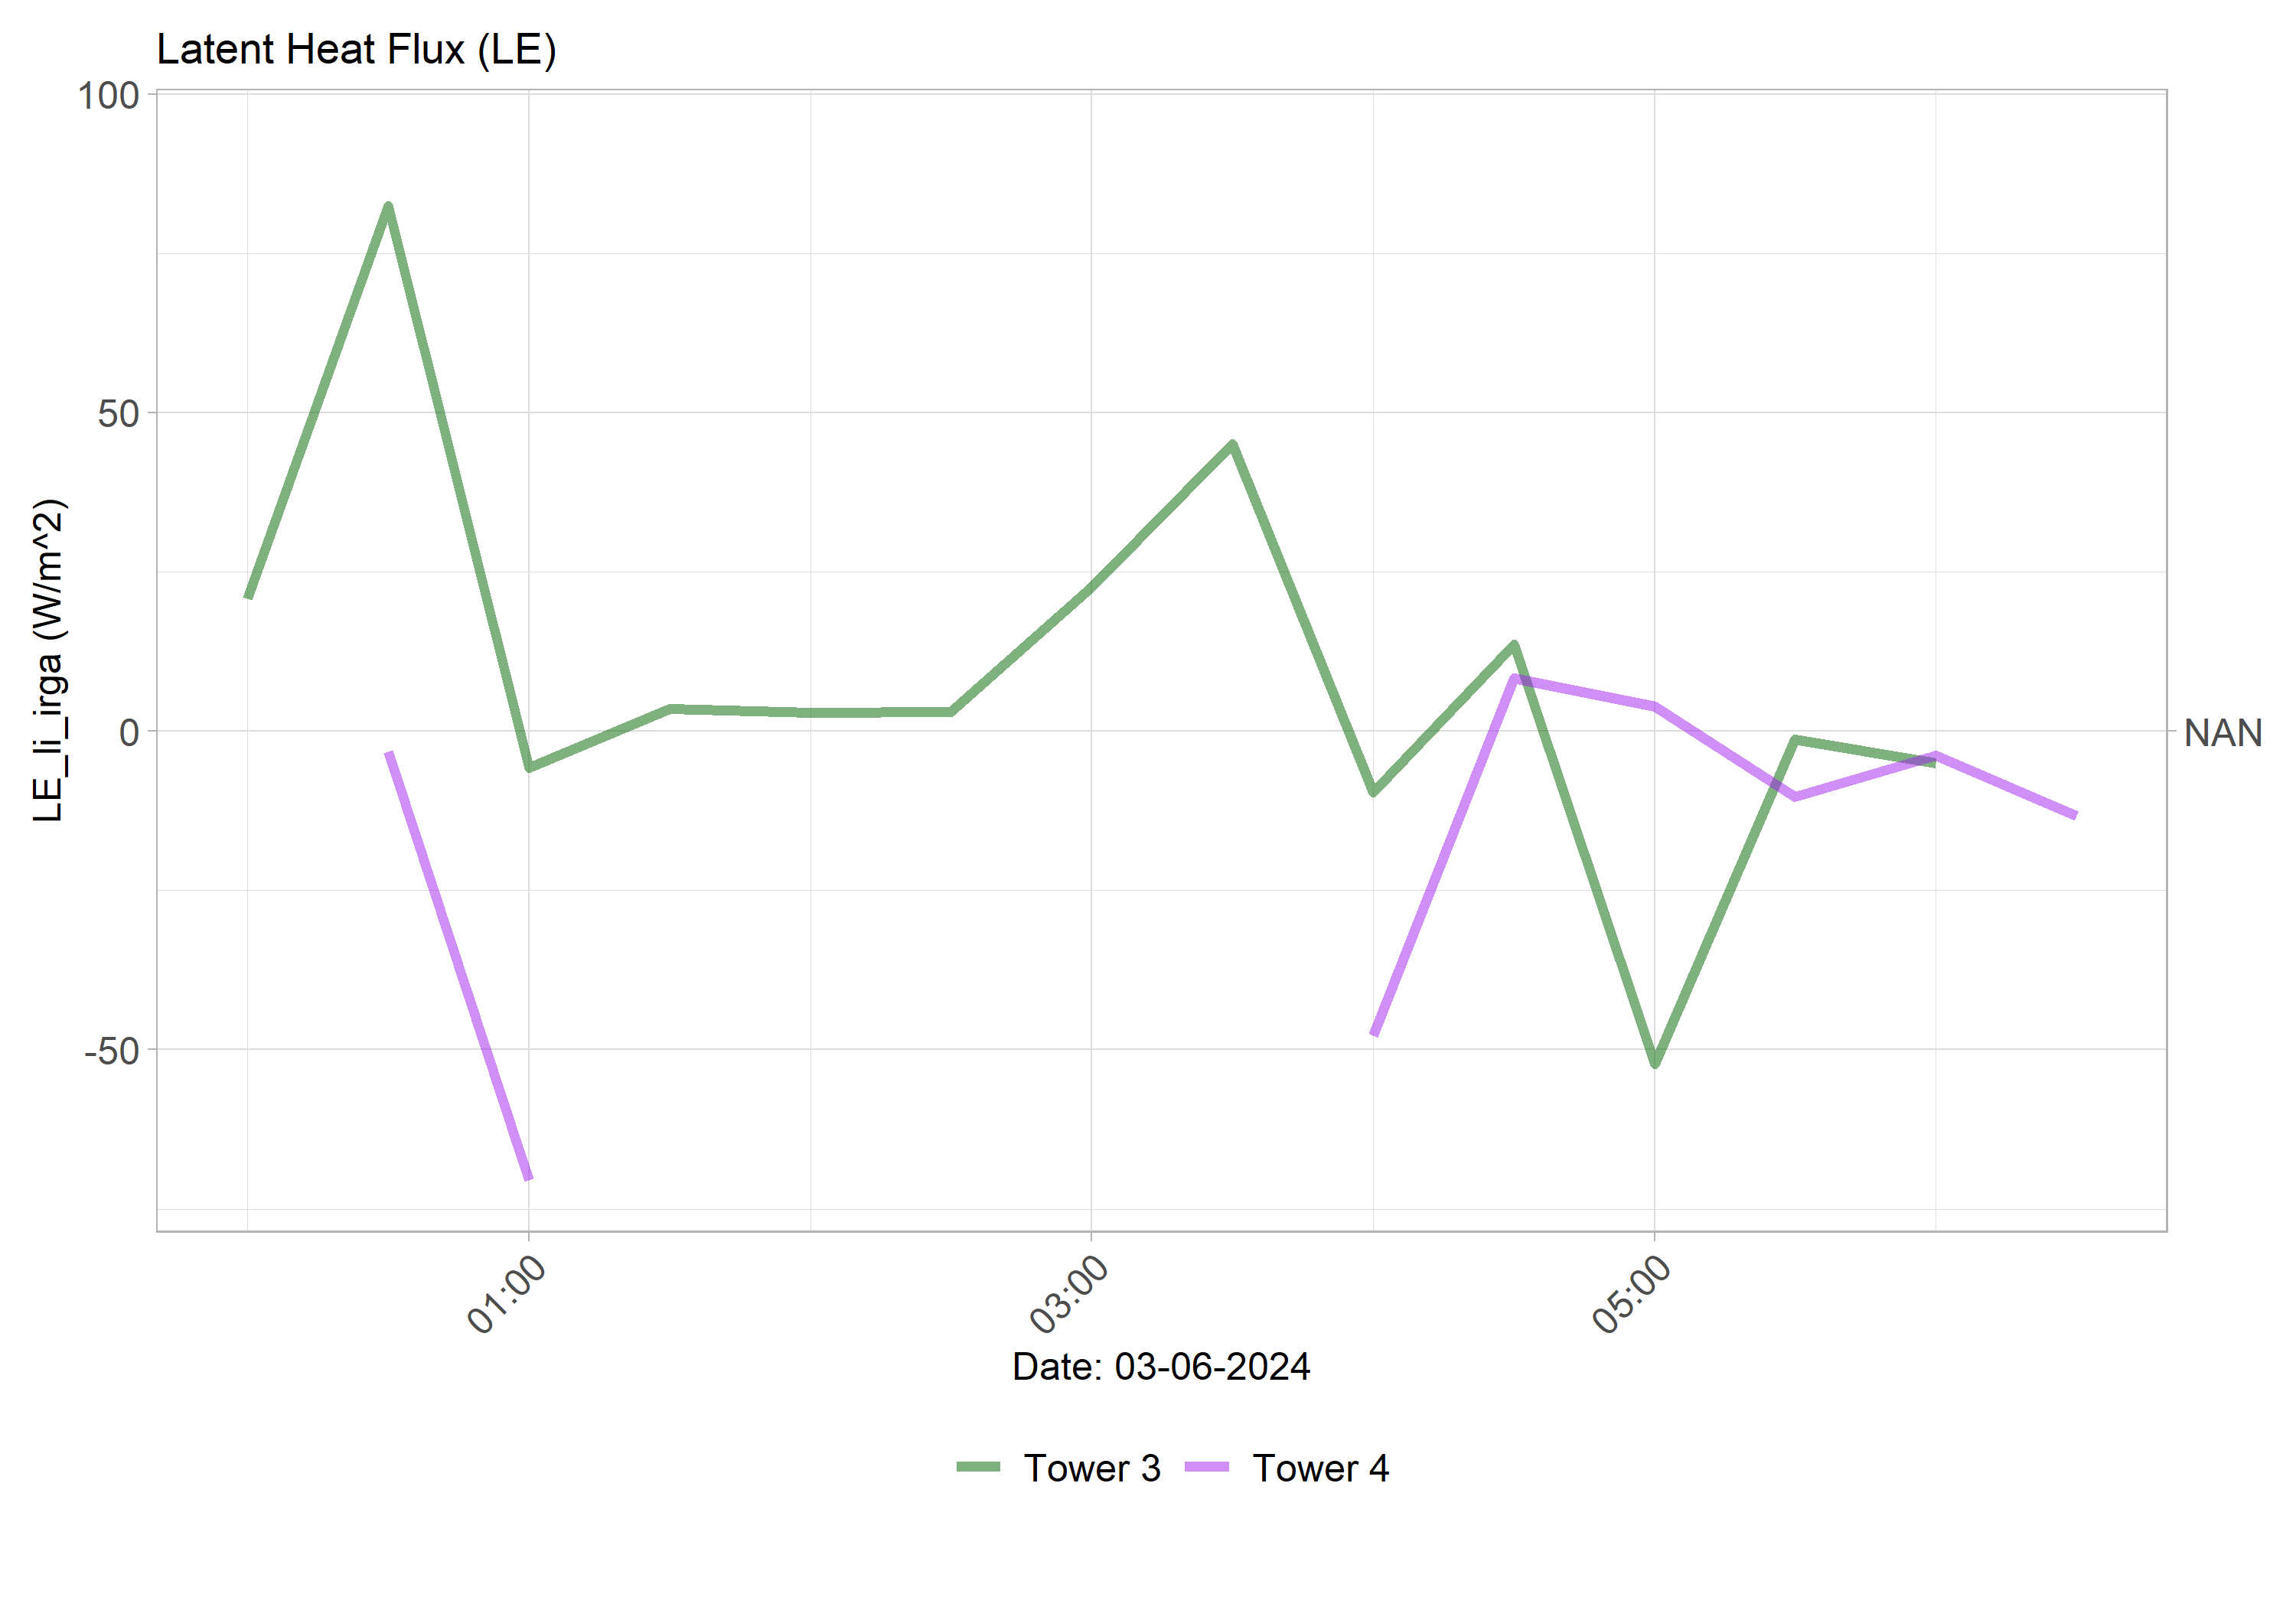 Latent Heat Flux (LE)
100
50
0
-50
LE_li_irga (W/m^2)
NAN
01:00
03:00
05:00
Date: 03-06-2024
Tower 3
Tower 4